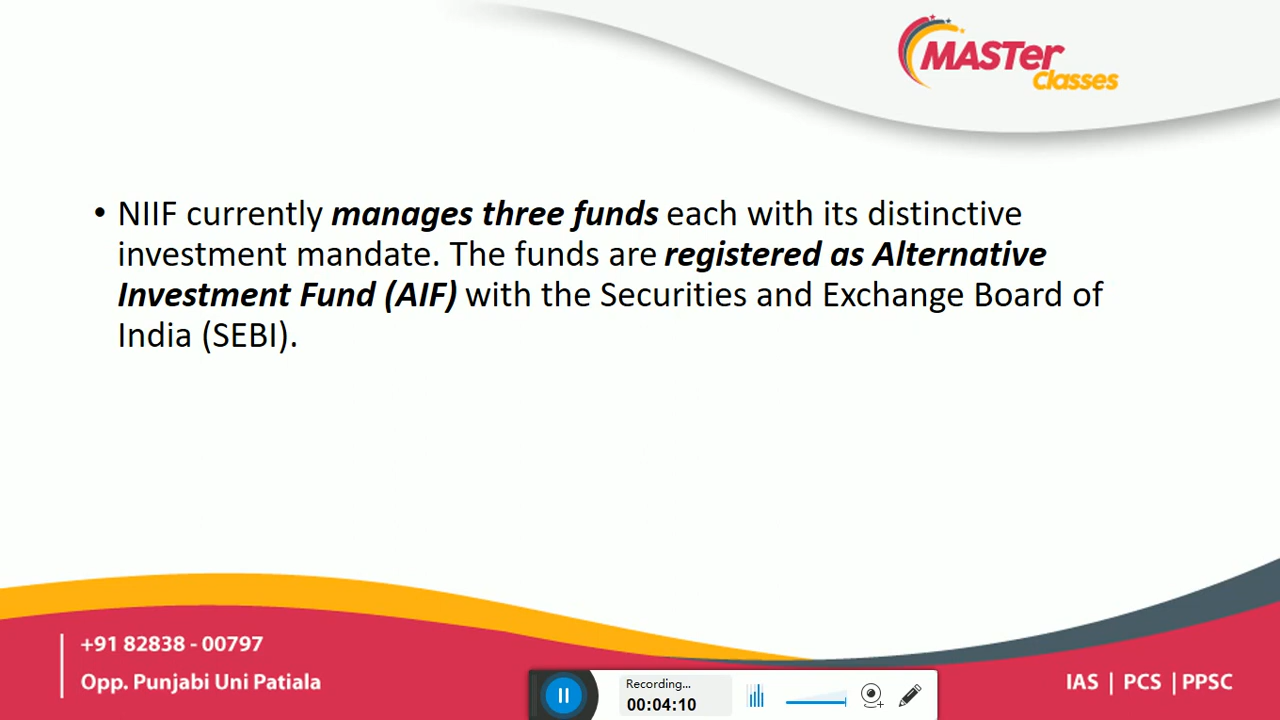 MASTer
Classes
• NIIF currently manages three funds each with its distinctive
investment mandate. The funds are registered as Alternative
Investment Fund (AIF) with the Securities and Exchange Board of
India (SEBI).
+91 82838 - 00797
Opp. Punjabi Uni Patiala
IAS | PCS | PPSC
Recording...
00:04:10